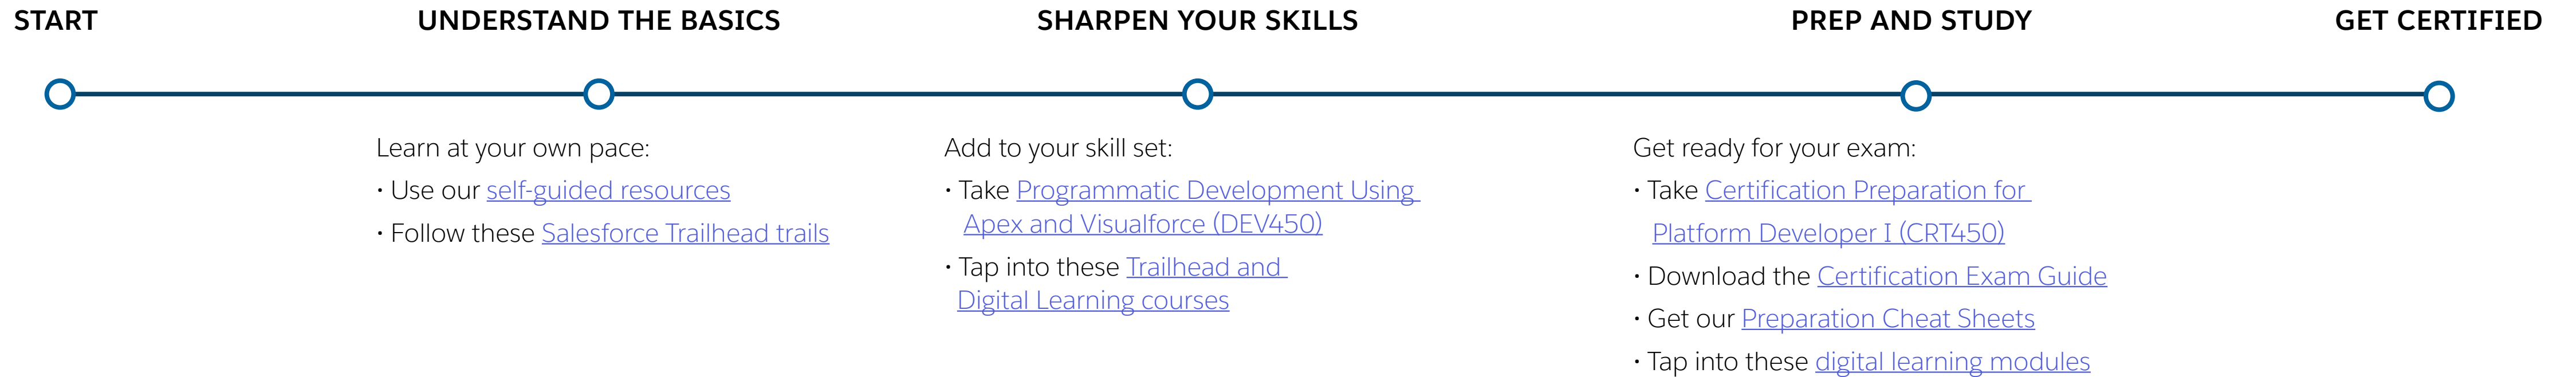 START
UNDERSTAND THE BASICS
SHARPEN YOUR SKILLS
PREP AND STUDY
GET CERTIFIED
Learn at your own pace:
· Use our self-guided resources
· Follow these Salesforce Trailhead trails
Add to your skill set:
· Take Programmatic Development Using
Apex and Visualforce (DEV450)
· Tap into these Trailhead and
Digital Learning courses
Get ready for your exam:
· Take Certification Preparation for
Platform Developer I (CRT450)
· Download the Certification Exam Guide
· Get our Preparation Cheat Sheets
· Tap into these digital learning modules